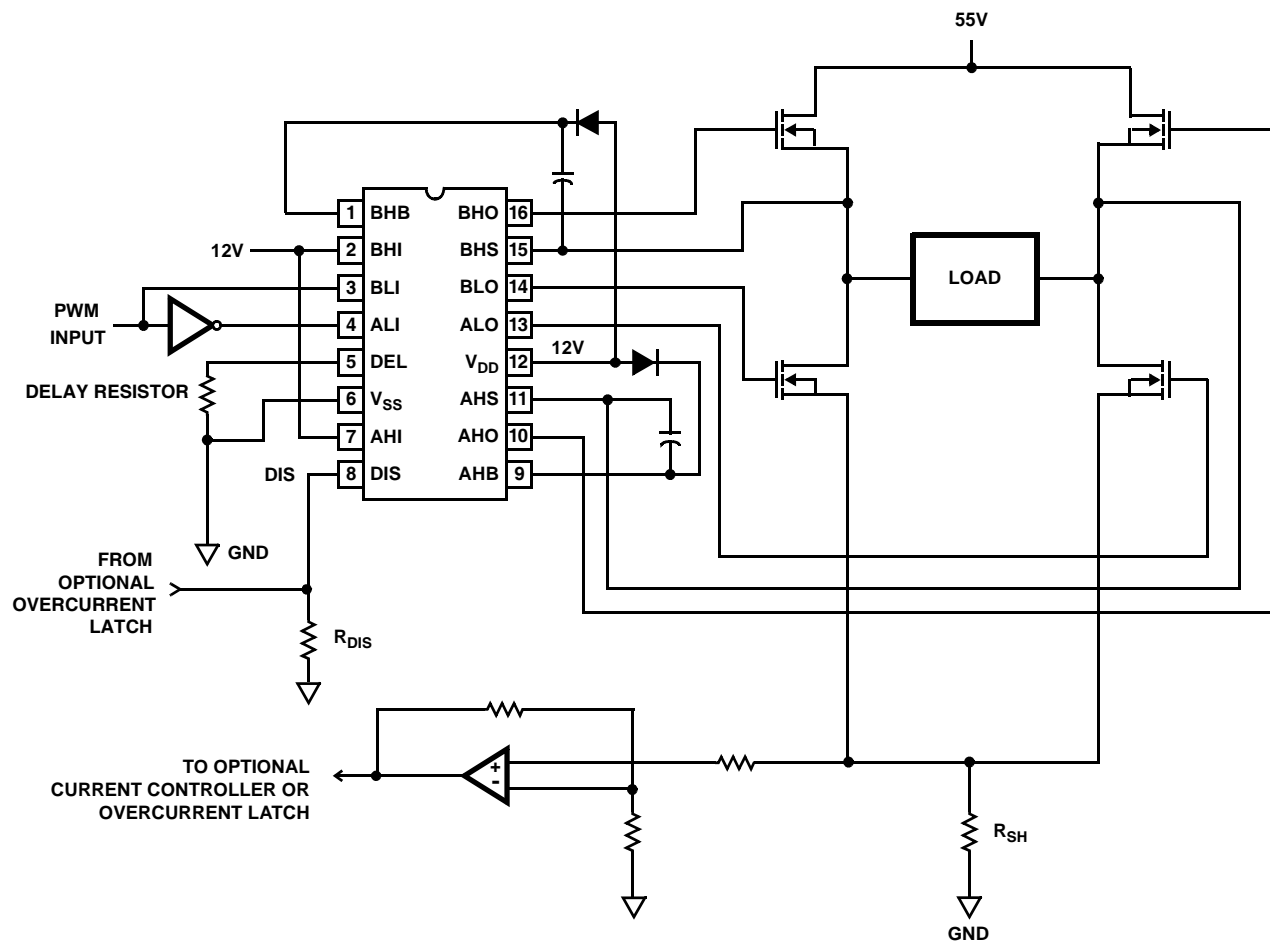 55V
1 BHB BHO 16
12V 2 BHI BHS 15
3 BLI BLO 14
PWM
INPUT
4 ALI ALO 13
5 DEL VDD 12 12V
DELAY RESISTOR
6 VSS AHS 11
7 AHI AHO 10
DIS 8 DIS AHB 9
LOAD
GND
FROM
OPTIONAL
OVERCURRENT
LATCH
RDIS
TO OPTIONAL
CURRENT CONTROLLER OR
OVERCURRENT LATCH
+
-
RSH
GND